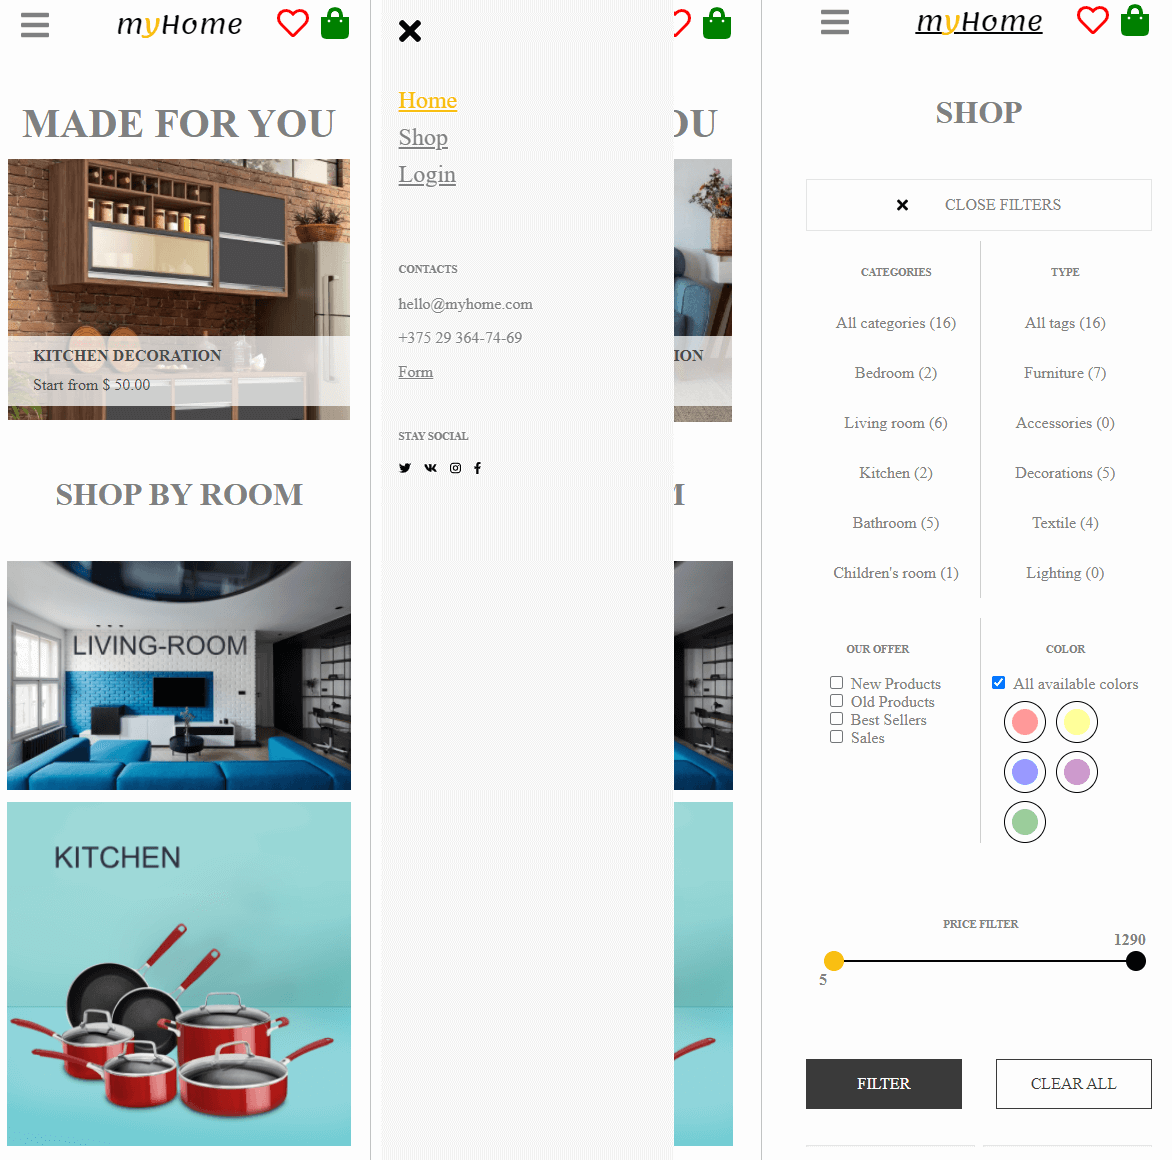 myHome
MADE FOR YOU
KITCHEN DECORATION
Start from $ 50.00
SHOP BY ROOM
LIVING-ROOM
KITCHEN
Home
Shop
Login
CONTACTS
hello@myhome.com
+375 29 364-74-69
Form
STAY SOCIAL
OU
ION
M
myHome
SHOP
CLOSE FILTERS
CATEGORIES
All categories (16)
Bedroom (2)
Living room (6)
Kitchen (2)
Bathroom (5)
Children's room (1)
TYPE
All tags (16)
Furniture (7)
Accessories (0)
Decorations (5)
Textile (4)
Lighting (0)
OUR OFFER
New Products
Old Products
Best Sellers
Sales
COLOR
All available colors
PRICE FILTER
1290
5
FILTER
CLEAR ALL